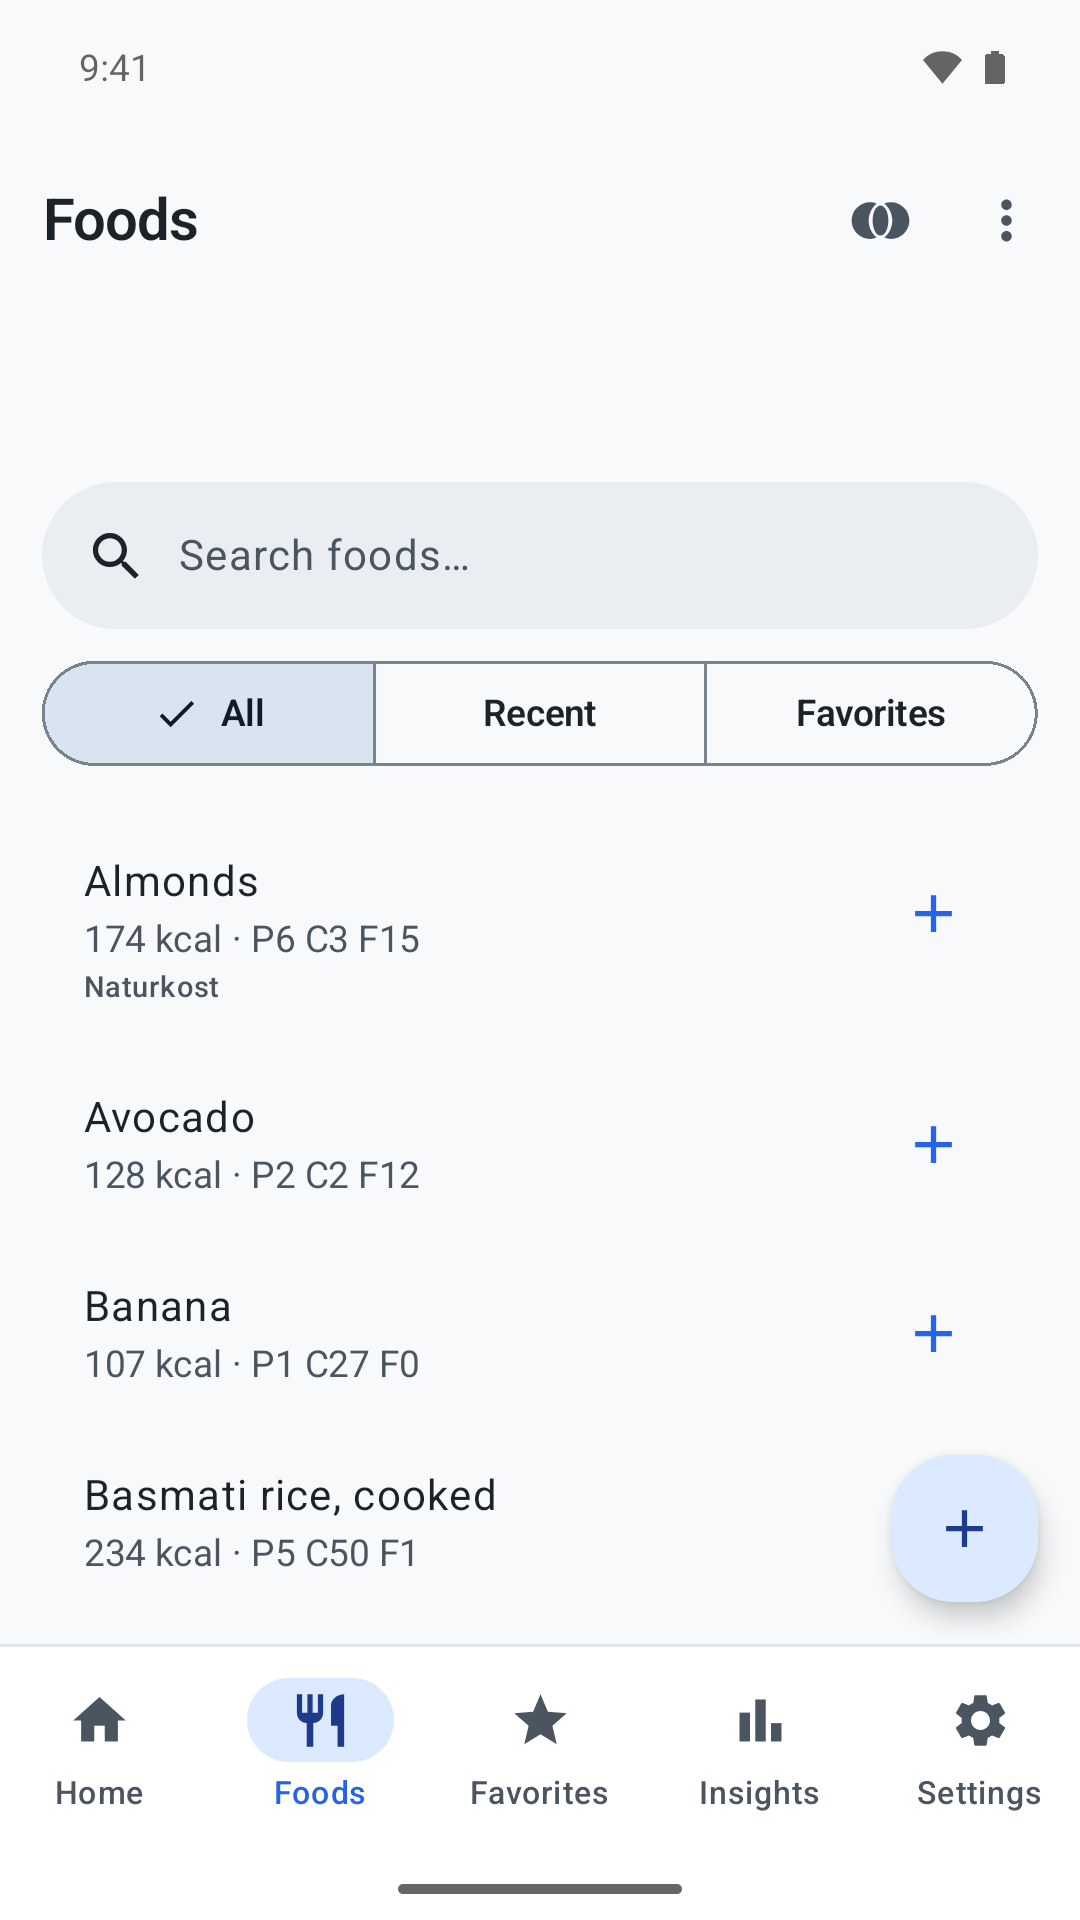 9:41
Foods
Search foods…
All
Recent
Favorites
Almonds
174 kcal · P6 C3 F15
Naturkost
Avocado
128 kcal · P2 C2 F12
Banana
107 kcal · P1 C27 F0
Basmati rice, cooked
234 kcal · P5 C50 F1
Home
Foods
Favorites
Insights
Settings